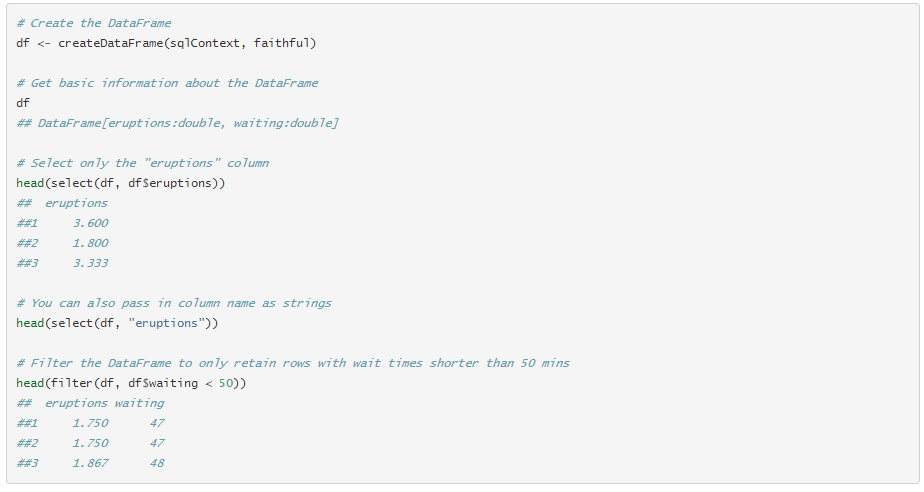 # Create the DataFrame
df <- createDataFrame(sqlContext, faithful)
# Get basic information about the DataFrame
df
## DataFrame[eruptions:double, waiting:double]
# Select only the "eruptions" column
head(select(df, df$eruptions))
##  eruptions
##1     3.600
##2     1.800
##3     3.333
# You can also pass in column name as strings
head(select(df, "eruptions"))
# Filter the DataFrame to only retain rows with wait times shorter than 50 mins
head(filter(df, df$waiting < 50))
##  eruptions waiting
##1     1.750      47
##2     1.750      47
##3     1.867      48